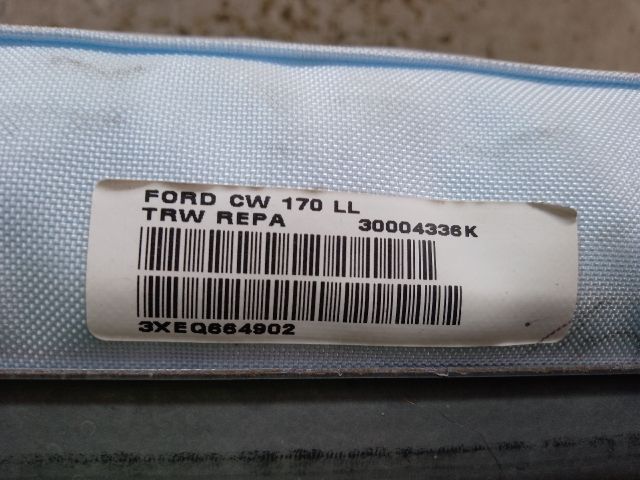 FORD CW 170 LL
TRW REPA 30004336K
3XEQ664902